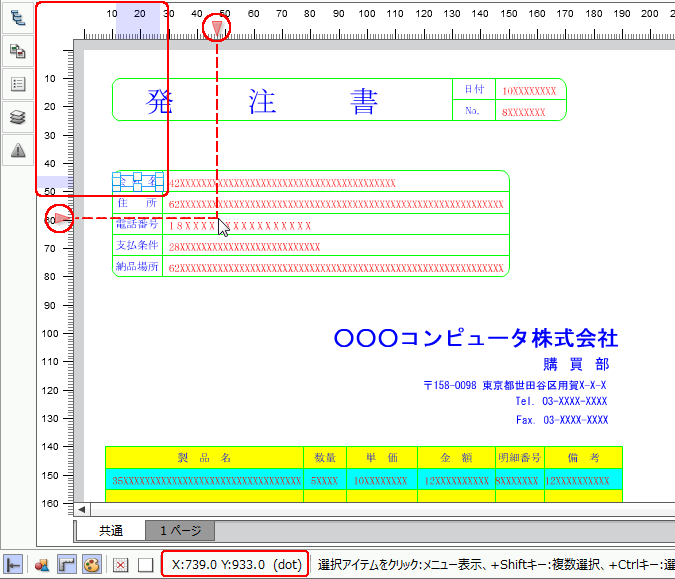 10 20 30 40 50 60 70 80 90 100 110 120 130 140 150 160 170 180 190 200 2
10
20
30
40
50
60
70
80
90
100
110
120
130
140
150
160
発 注 書
日付 10XXXXXXXX
No. 8XXXXXXX
42XXXXXXXXXXXXXXXXXXXXXXXXXXXXXXXXXXXXXXXX
住 所 62XXXXXXXXXXXXXXXXXXXXXXXXXXXXXXXXXXXXXXXXXXXXXXXXXXXXXXXXXXXX
電話番号 18XXXXXXXXXXXXXXXX
支払条件 28XXXXXXXXXXXXXXXXXXXXXXXXXX
納品場所 62XXXXXXXXXXXXXXXXXXXXXXXXXXXXXXXXXXXXXXXXXXXXXXXXXXXXXXXXXXXX
〇〇〇コンピュータ株式会社
購 買 部
〒158-0098 東京都世田谷区用賀X-X-X
Tel. 03-XXXX-XXXX
Fax. 03-XXXX-XXXX
製 品 名 数量 単 価 金 額 明細番号 備 考
35XXXXXXXXXXXXXXXXXXXXXXXXXXXXXXXXX 5XXXX 10XXXXXXXX 12XXXXXXXXXX 8XXXXXXX 12XXXXXXXXXX
共通 1 ページ
X:739.0 Y:933.0 (dot) 選択アイテムをクリック:メニュー表示、+Shiftキー:複数選択、+Ctrlキー:選